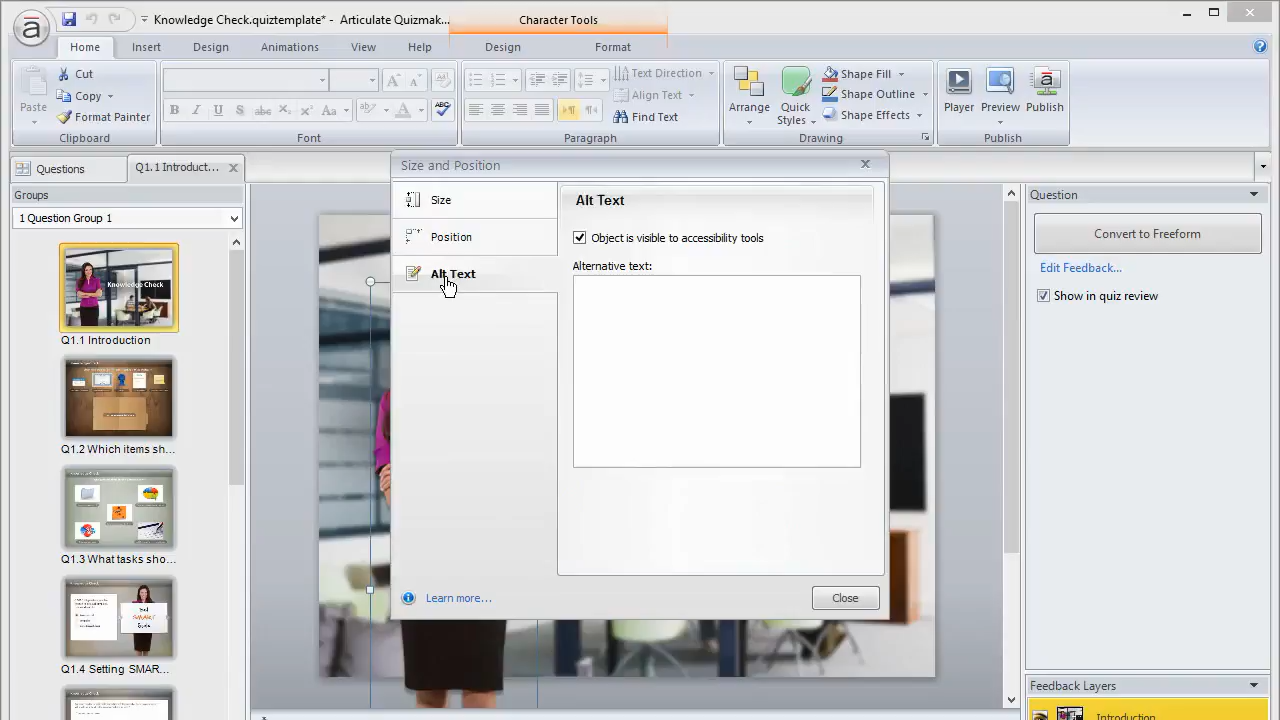 Knowledge Check.quiztemplate* - Articulate Quizmak...
Character Tools
Home
Insert
Design
Animations
View
Help
Design
Format
Paste
Cut
Copy
Format Painter
Clipboard
B I U S abc
Aa
ABC
Font
Text Direction
Align Text
Find Text
Paragraph
Arrange
Quick Styles
Shape Fill
Shape Outline
Shape Effects
Drawing
Player
Preview
Publish
Publish
Questions
Q1.1 Introduct...
Groups
1 Question Group 1
Knowledge Check
Q1.1 Introduction
Q1.2 Which items sh...
Q1.3 What tasks sho...
Q1.4 Setting SMAR...
Size and Position
Size
Position
Alt Text
Alt Text
Object is visible to accessibility tools
Alternative text:
Learn more...
Close
Question
Convert to Freeform
Edit Feedback...
Show in quiz review
Feedback Layers
Introduction